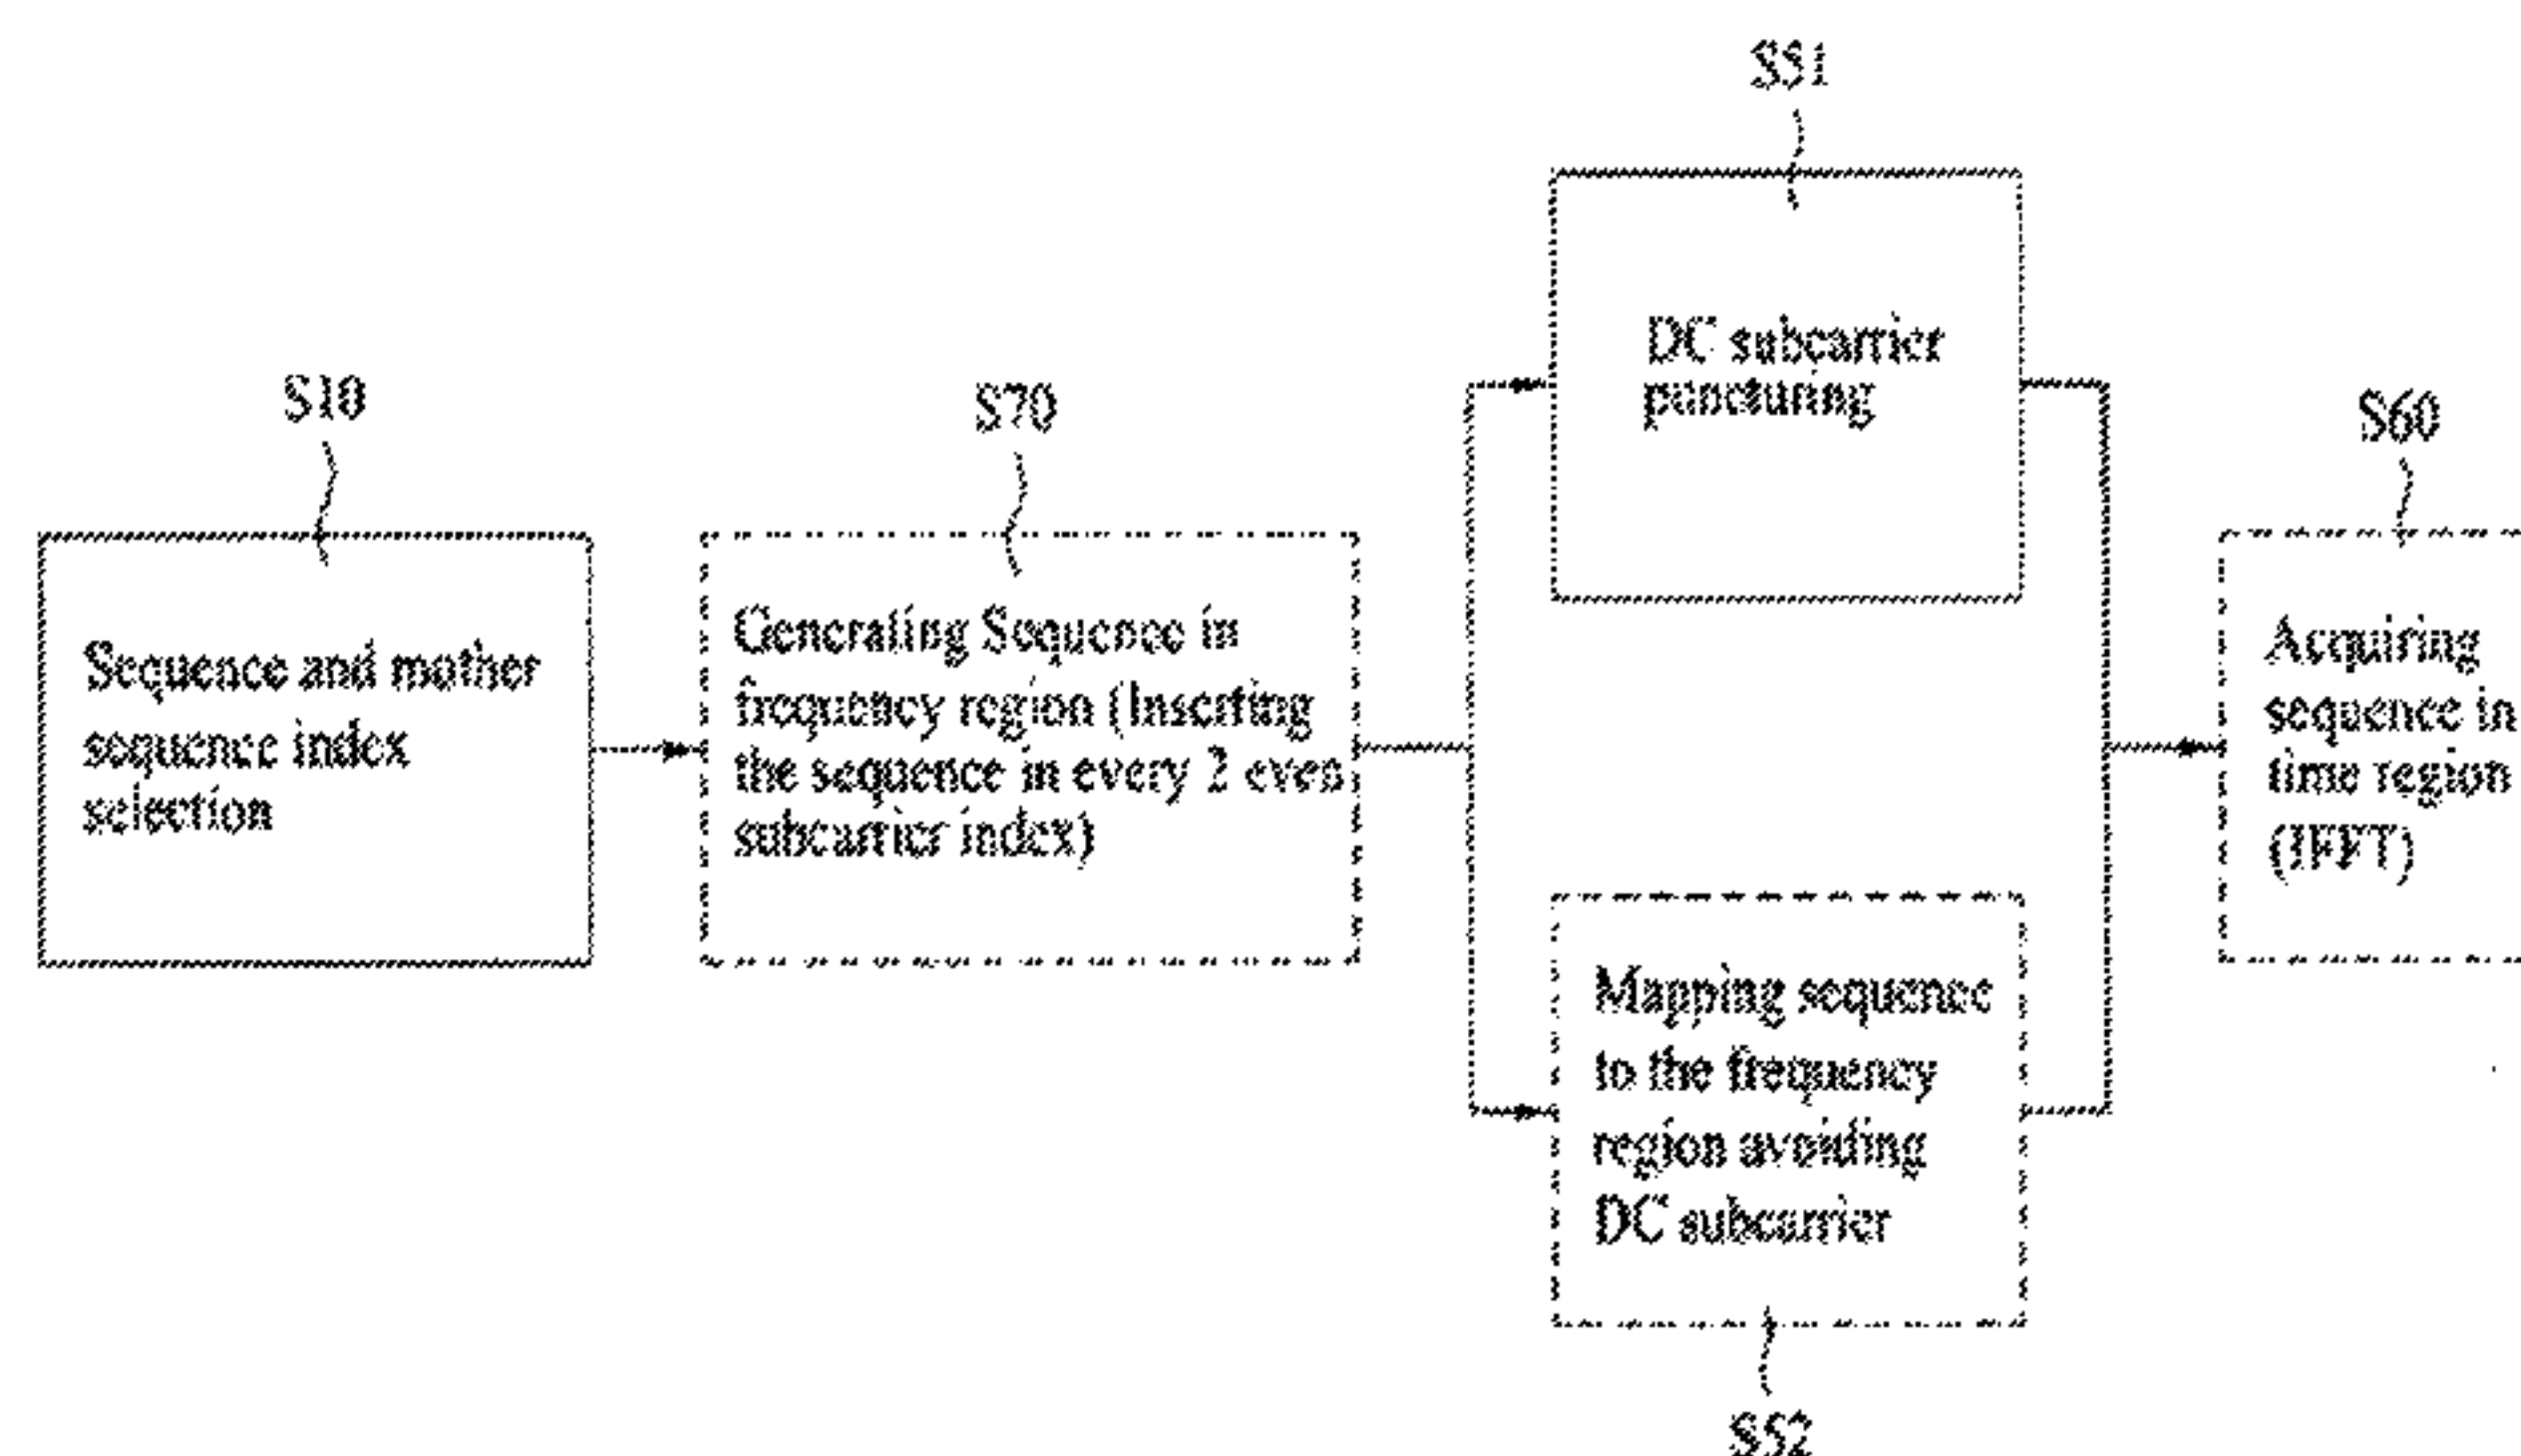 S51
DC subcarrier
puncturing
S10
S70
S60
Sequence and mother
sequence index
selection
Generating Sequence in
frequency region (Inserting
the sequence in every 2 even
subcarrier index)
Acquiring
sequence in
time region
(IFFT)
Mapping sequence
to the frequency
region avoiding
DC subcarrier
S52